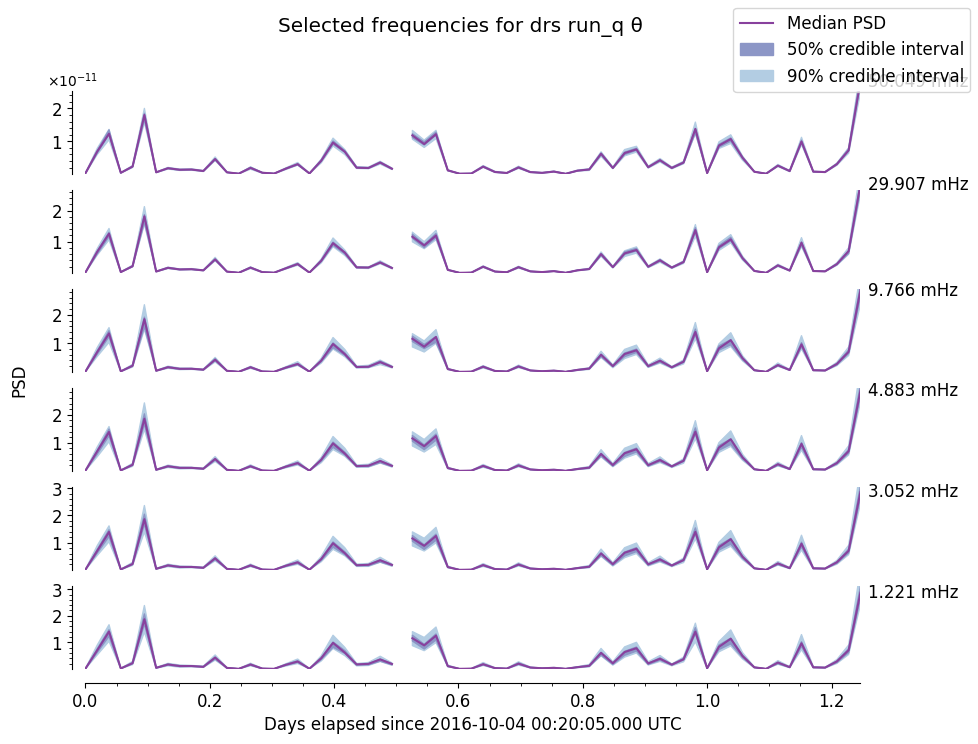 Selected frequencies for drs run_q θ
Median PSD
50% credible interval
90% credible interval
×10⁻¹¹
2
1
29.907 mHz
2
1
9.766 mHz
2
1
4.883 mHz
2
1
PSD
3.052 mHz
3
2
1
1.221 mHz
3
2
1
0.0 0.2 0.4 0.6 0.8 1.0 1.2
Days elapsed since 2016-10-04 00:20:05.000 UTC